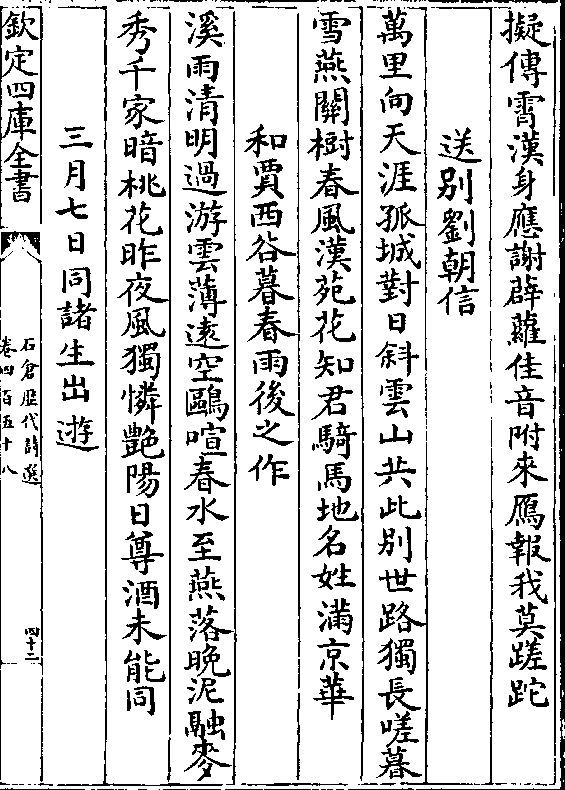 擬傳霄漢身應謝薜蘿佳音附來鴈報我莫蹉跎
送别劉朝信
萬里向天涯孤城對日斜雲山共此别世路獨長嗟暮
雪燕關樹春風漢苑花知君騎馬地名姓滿京華
和賈西谷暮春雨後之作
溪雨清明過游雲薄逺空鷗喧春水至燕落晚泥融麥
秀千家暗桃花昨夜風獨憐艶陽日尊酒未能同
三月七日同諸生出遊
欽定四庫全書
石倉歴代詩選
卷四百五十八
四十二